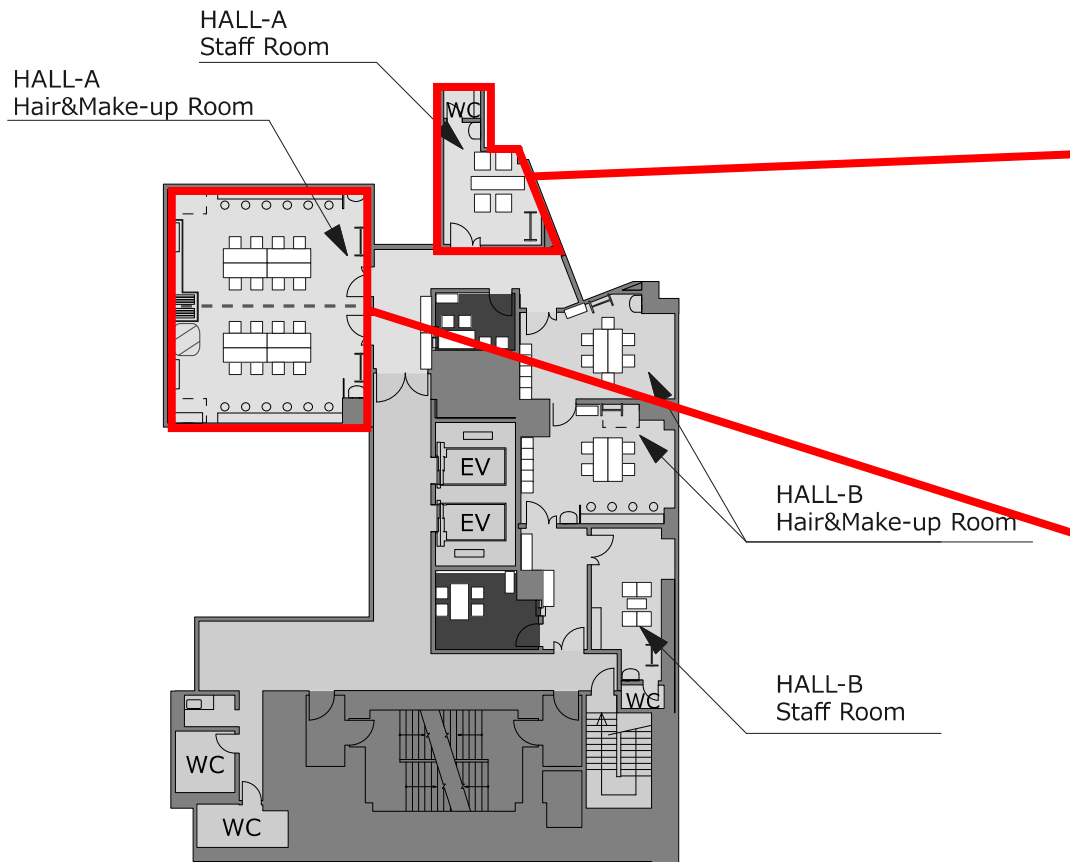 HALL-A
Staff Room
HALL-A
Hair&Make-up Room
WC
EV
EV
HALL-B
Hair&Make-up Room
HALL-B
Staff Room
WC
WC
WC